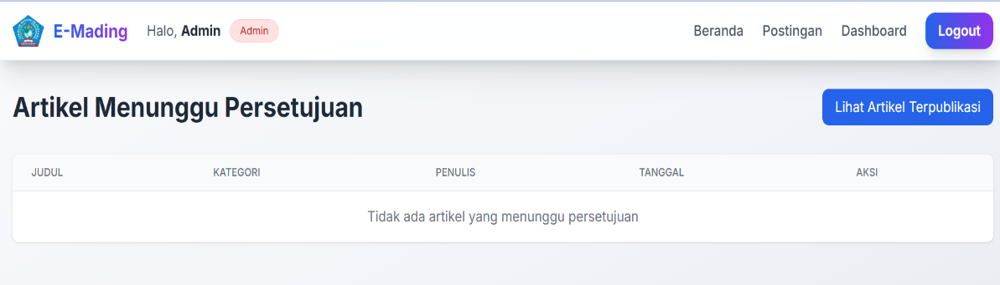 E-Mading Halo, Admin Admin Beranda Postingan Dashboard Logout
Artikel Menunggu Persetujuan Lihat Artikel Terpublikasi
JUDUL KATEGORI PENULIS TANGGAL AKSI
Tidak ada artikel yang menunggu persetujuan